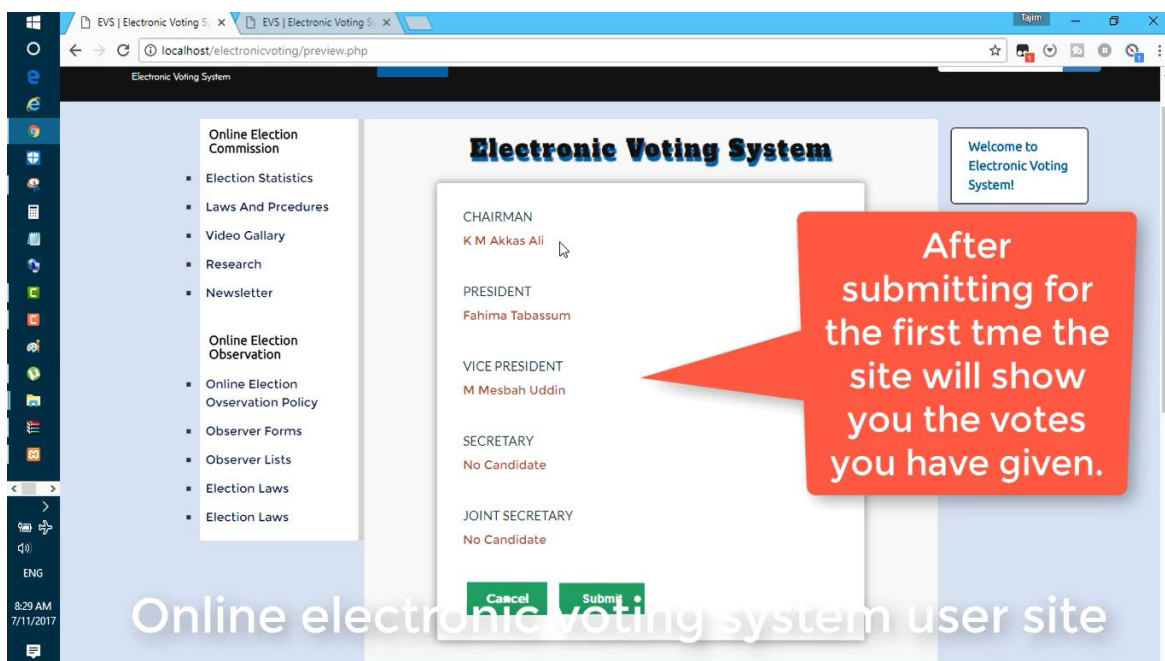 EVS | Electronic Voting S
EVS | Electronic Voting S
Tajim
localhost/electronicvoting/preview.php
Electronic Voting System
Online Election
Commission
Election Statistics
Laws And Prcedures
Video Gallary
Research
Newsletter
Online Election
Observation
Online Election
Ovservation Policy
Observer Forms
Observer Lists
Election Laws
Election Laws
Electronic Voting System
CHAIRMAN
K M Akkas Ali
PRESIDENT
Fahima Tabassum
VICE PRESIDENT
M Mesbah Uddin
SECRETARY
No Candidate
JOINT SECRETARY
No Candidate
Cancel
Submit
Welcome to
Electronic Voting
System!
After
submitting for
the first tme the
site will show
you the votes
you have given.
Online electronic voting system user site
ENG
8:29 AM
7/11/2017